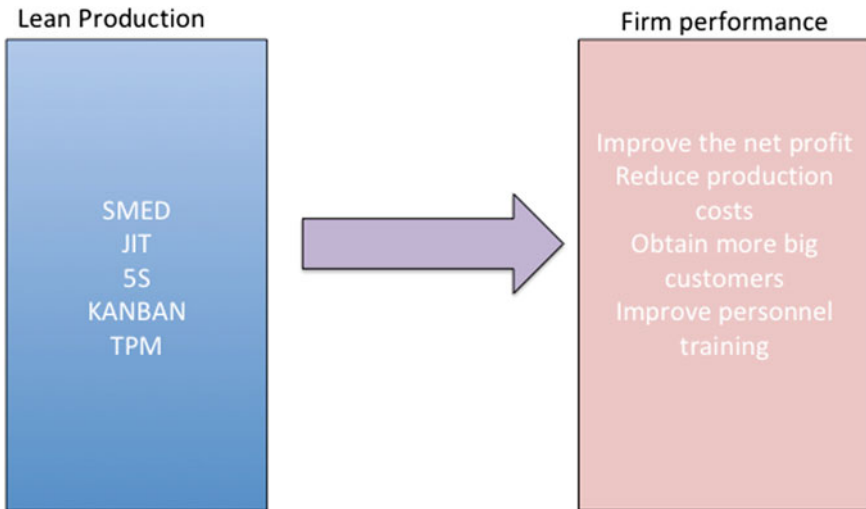 Lean Production
SMED
JIT
5S
KANBAN
TPM
Firm performance
Improve the net profit
Reduce production
costs
Obtain more big
customers
Improve personnel
training